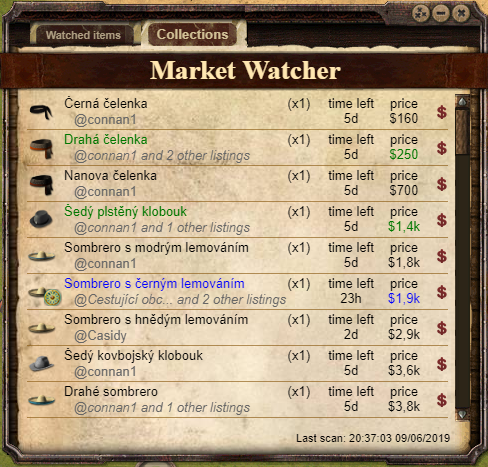 Watched items
Collections
Market Watcher
Černá čelenka (x1) time left price
@connan1 5d $160
Drahá čelenka (x1) time left price
@connan1 and 2 other listings 5d $250
Nanova čelenka (x1) time left price
@connan1 5d $700
Šedý plstěný klobouk (x1) time left price
@connan1 and 1 other listings 5d $1,4k
Sombrero s modrým lemováním (x1) time left price
@connan1 5d $1,8k
Sombrero s černým lemováním (x1) time left price
@Cestující obc... and 2 other listings 23h $1,9k
Sombrero s hnědým lemováním (x1) time left price
@Casidy 2d $2,9k
Šedý kovbojský klobouk (x1) time left price
@connan1 5d $3,6k
Drahé sombrero (x1) time left price
@connan1 and 1 other listings 5d $3,8k
Last scan: 20:37:03 09/06/2019